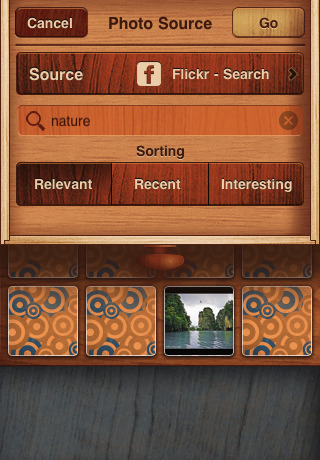 Cancel Photo Source Go
Source f Flickr - Search
nature
Sorting
Relevant Recent Interesting